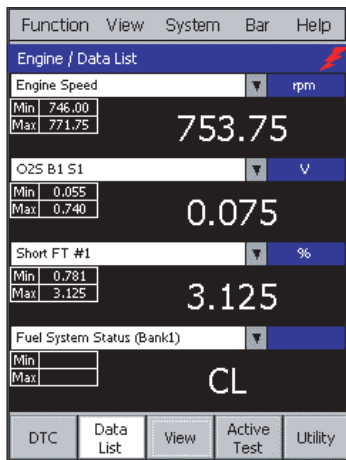 Function View System Bar Help
Engine / Data List
Engine Speed rpm
Min 746.00
Max 771.75
753.75
O2S B1 S1 V
Min 0.055
Max 0.740
0.075
Short FT #1 %
Min 0.781
Max 3.125
3.125
Fuel System Status (Bank1)
Min
Max
CL
DTC Data List View Active Test Utility